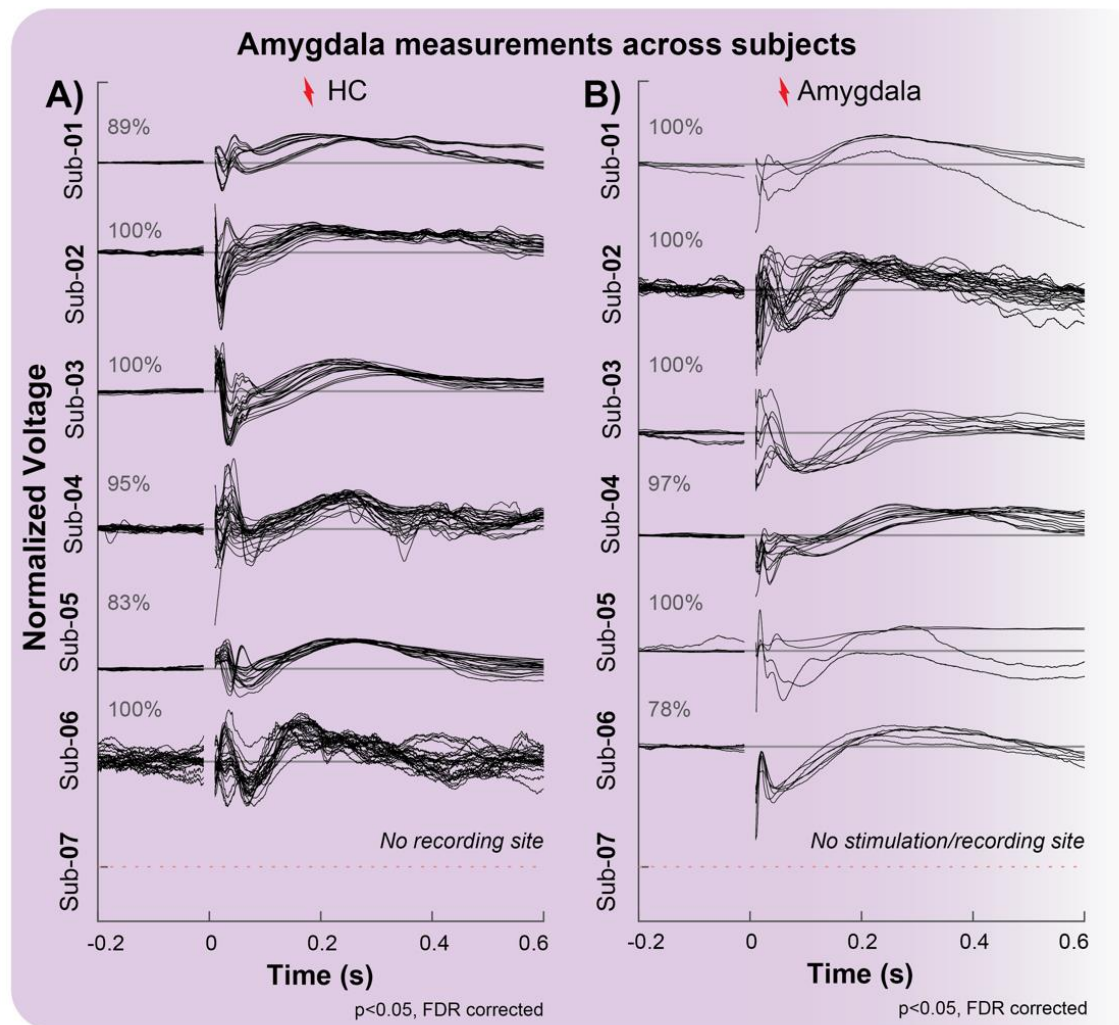 Amygdala measurements across subjects
A)
HC
Normalized Voltage
Sub-01
89%
Sub-02
100%
Sub-03
100%
Sub-04
95%
Sub-05
83%
Sub-06
100%
Sub-07
No recording site
-0.2
0
0.2
0.4
0.6
Time (s)
p<0.05, FDR corrected
B)
Amygdala
Sub-01
100%
Sub-02
100%
Sub-03
100%
Sub-04
97%
Sub-05
100%
Sub-06
78%
Sub-07
No stimulation/recording site
-0.2
0
0.2
0.4
0.6
Time (s)
p<0.05, FDR corrected